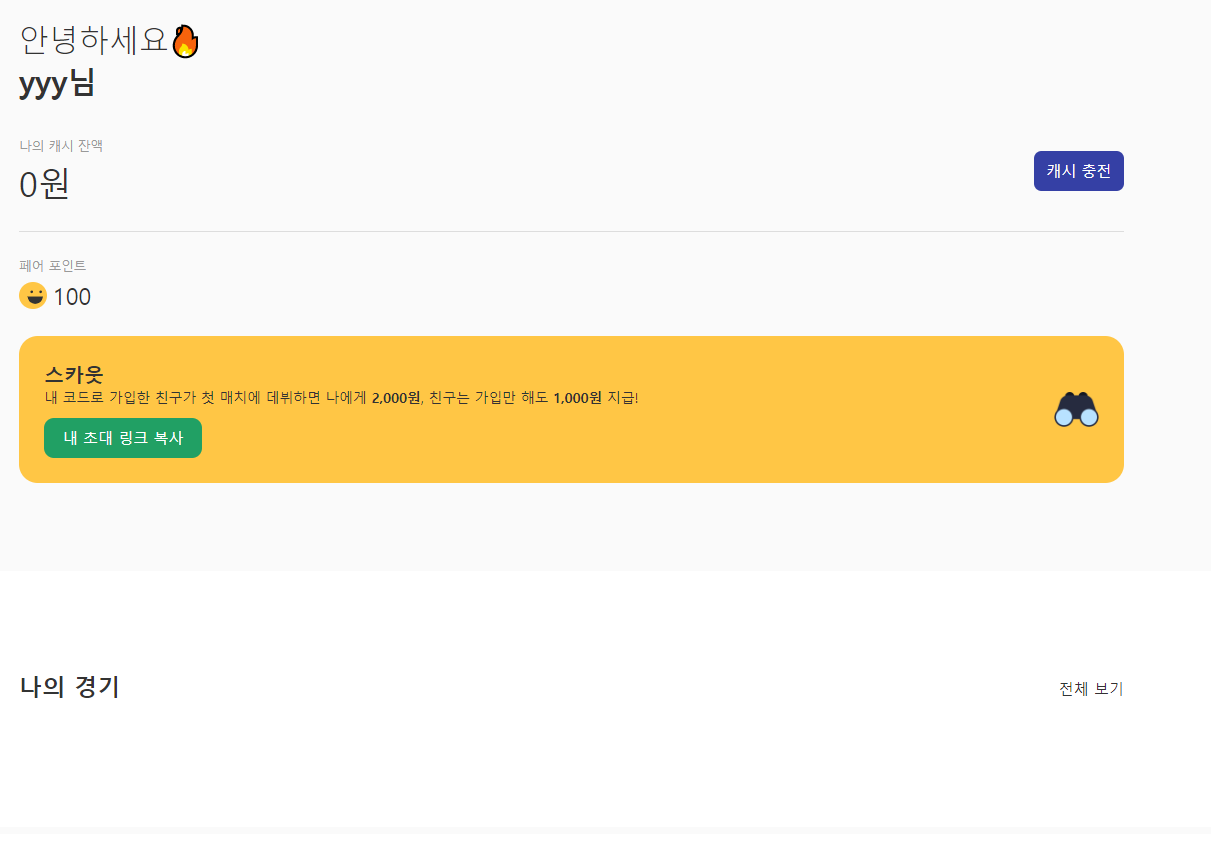 안녕하세요🔥
yyy님
나의 캐시 잔액
0원
캐시 충전
페어 포인트
100
스카웃
내 코드로 가입한 친구가 첫 매치에 데뷔하면 나에게 2,000원, 친구는 가입만 해도 1,000원 지급!
내 초대 링크 복사
나의 경기
전체 보기